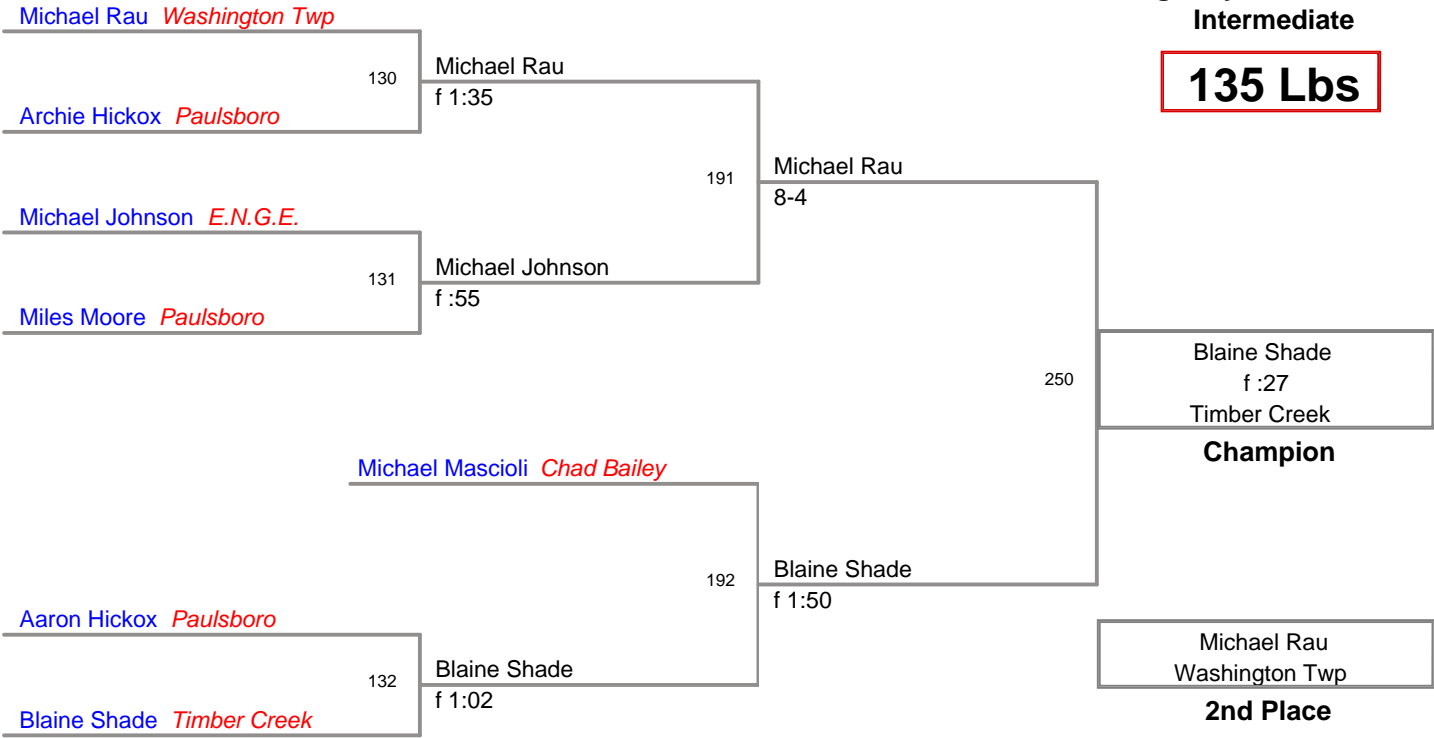 Intermediate
135 Lbs
Michael Rau Washington Twp
130
Michael Rau
f 1:35
Archie Hickox Paulsboro
191
Michael Rau
8-4
Michael Johnson E.N.G.E.
131
Michael Johnson
f :55
Miles Moore Paulsboro
250
Blaine Shade
f :27
Timber Creek
Champion
Michael Mascioli Chad Bailey
192
Blaine Shade
f 1:50
Aaron Hickox Paulsboro
132
Blaine Shade
f 1:02
Blaine Shade Timber Creek
Michael Rau
Washington Twp
2nd Place